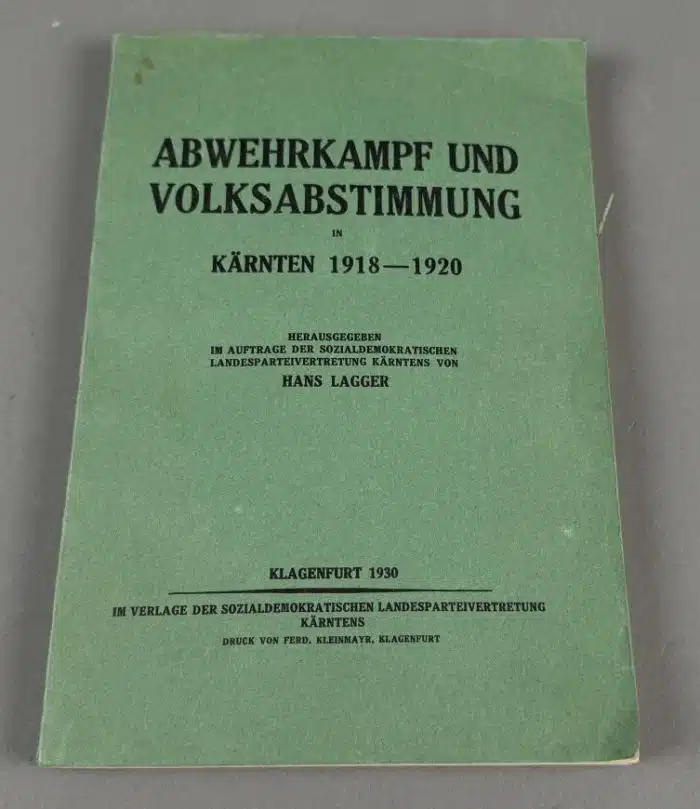 ABWEHRKAMPF UND
VOLKSABSTIMMUNG
IN
KÄRNTEN 1918—1920
HERAUSGEGEBEN
IM AUFTRAGE DER SOZIALDEMOKRATISCHEN
LANDESPARTEIVERTRETUNG KÄRNTENS VON
HANS LAGGER
KLAGENFURT 1930
IM VERLAGE DER SOZIALDEMOKRATISCHEN LANDESPARTEIVERTRETUNG
KÄRNTENS
DRUCK VON FERD. KLEINMAYR, KLAGENFURT